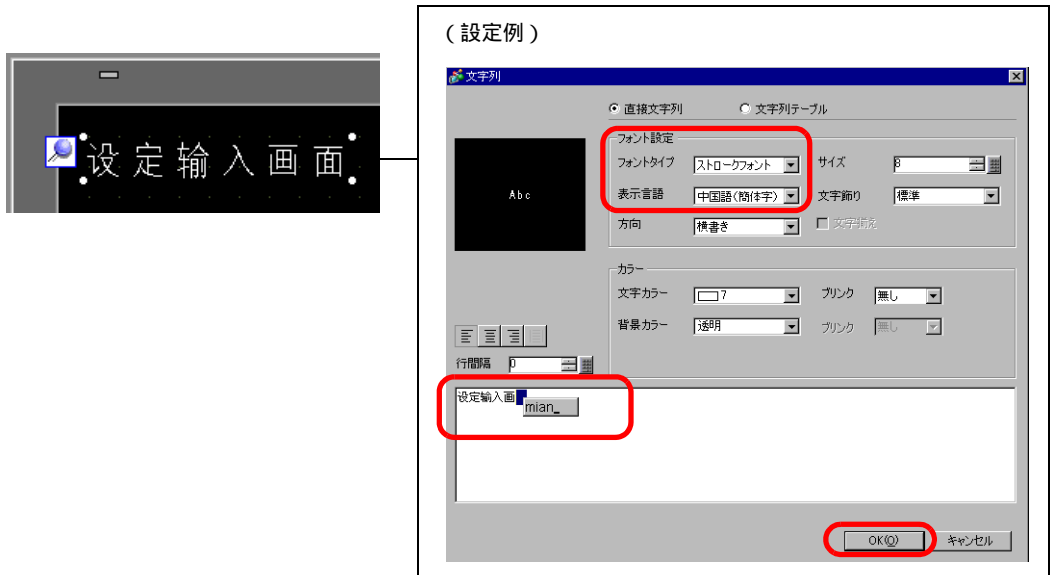 设定输入画面
(設定例)
文字列
直接文字列 文字列テーブル
フォント設定
フォントタイプ ストロークフォント サイズ 8
Abc
表示言語 中国語(簡体字) 文字飾り 標準
方向 横書き 文字揃え
カラー
文字カラー 7 ブリンク 無し
背景カラー 透明 ブリンク 無し
行間隔 0
设定输入画 mian_
OK(O) キャンセル